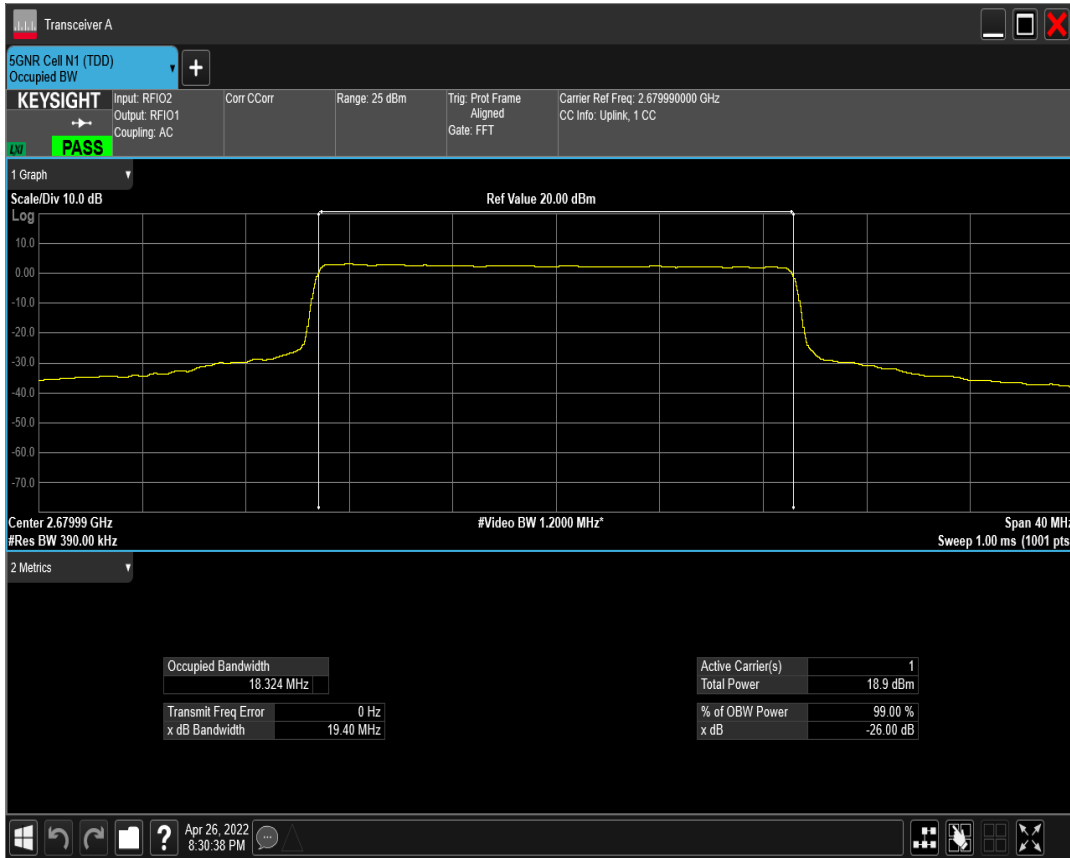 Transceiver A
5GNR Cell N1 (TDD)
Occupied BW
+
KEYSIGHT
LXI
PASS
Input: RFIO2
Output: RFIO1
Coupling: AC
Corr CCorr
Range: 25 dBm
Trig: Prot Frame
Aligned
Gate: FFT
Carrier Ref Freq: 2.679990000 GHz
CC Info: Uplink, 1 CC
1 Graph
Scale/Div 10.0 dB
Ref Value 20.00 dBm
Log
10.0
0.00
-10.0
-20.0
-30.0
-40.0
-50.0
-60.0
-70.0
Center 2.67999 GHz
#Video BW 1.2000 MHz*
Span 40 MHz
#Res BW 390.00 kHz
Sweep 1.00 ms (1001 pts
2 Metrics
Occupied Bandwidth
18.324 MHz
Transmit Freq Error 0 Hz
x dB Bandwidth 19.40 MHz
Active Carrier(s) 1
Total Power 18.9 dBm
% of OBW Power 99.00 %
x dB -26.00 dB
?
Apr 26, 2022
8:30:38 PM